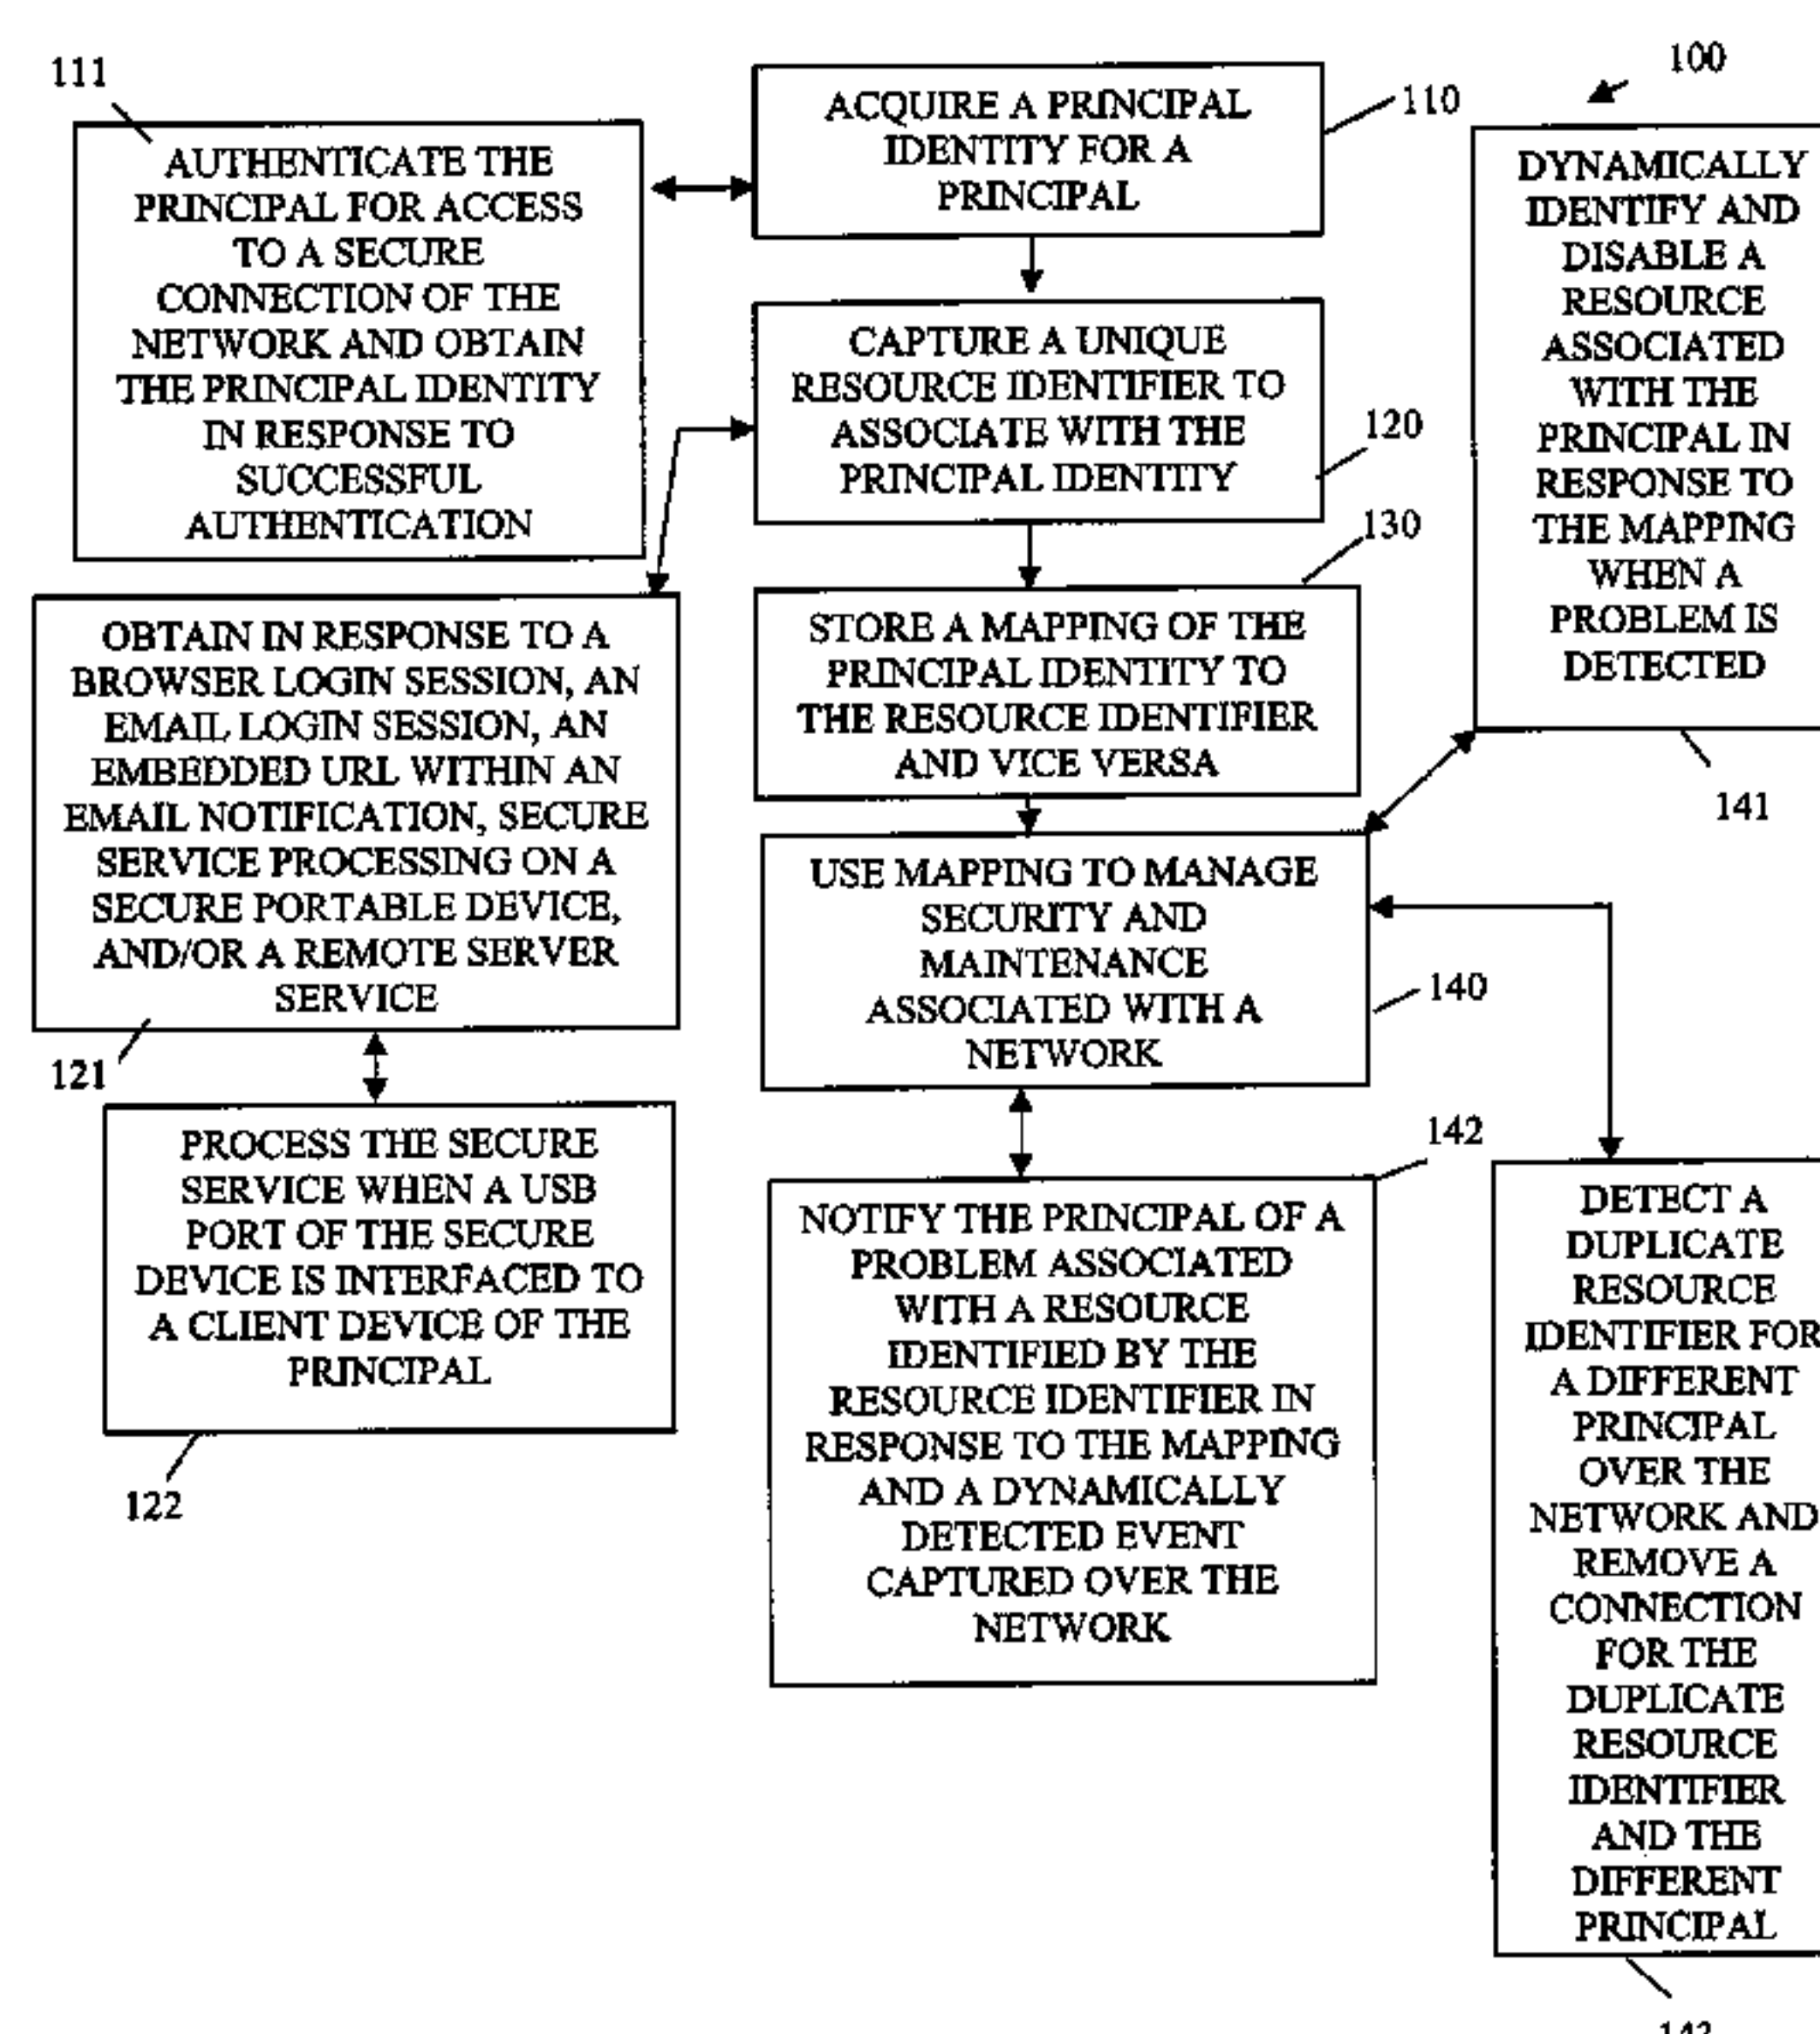 111
AUTHENTICATE THE
PRINCIPAL FOR ACCESS
TO A SECURE
CONNECTION OF THE
NETWORK AND OBTAIN
THE PRINCIPAL IDENTITY
IN RESPONSE TO
SUCCESSFUL
AUTHENTICATION
ACQUIRE A PRINCIPAL
IDENTITY FOR A
PRINCIPAL
110
100
DYNAMICALLY
IDENTIFY AND
DISABLE A
RESOURCE
ASSOCIATED
WITH THE
PRINCIPAL IN
RESPONSE TO
THE MAPPING
WHEN A
PROBLEM IS
DETECTED
141
CAPTURE A UNIQUE
RESOURCE IDENTIFIER TO
ASSOCIATE WITH THE
PRINCIPAL IDENTITY
120
130
STORE A MAPPING OF THE
PRINCIPAL IDENTITY TO
THE RESOURCE IDENTIFIER
AND VICE VERSA
OBTAIN IN RESPONSE TO A
BROWSER LOGIN SESSION, AN
EMAIL LOGIN SESSION, AN
EMBEDDED URL WITHIN AN
EMAIL NOTIFICATION, SECURE
SERVICE PROCESSING ON A
SECURE PORTABLE DEVICE,
AND/OR A REMOTE SERVER
SERVICE
121
USE MAPPING TO MANAGE
SECURITY AND
MAINTENANCE
ASSOCIATED WITH A
NETWORK
140
PROCESS THE SECURE
SERVICE WHEN A USB
PORT OF THE SECURE
DEVICE IS INTERFACED TO
A CLIENT DEVICE OF THE
PRINCIPAL
122
142
NOTIFY THE PRINCIPAL OF A
PROBLEM ASSOCIATED
WITH A RESOURCE
IDENTIFIED BY THE
RESOURCE IDENTIFIER IN
RESPONSE TO THE MAPPING
AND A DYNAMICALLY
DETECTED EVENT
CAPTURED OVER THE
NETWORK
DETECT A
DUPLICATE
RESOURCE
IDENTIFIER FOR
A DIFFERENT
PRINCIPAL
OVER THE
NETWORK AND
REMOVE A
CONNECTION
FOR THE
DUPLICATE
RESOURCE
IDENTIFIER
AND THE
DIFFERENT
PRINCIPAL